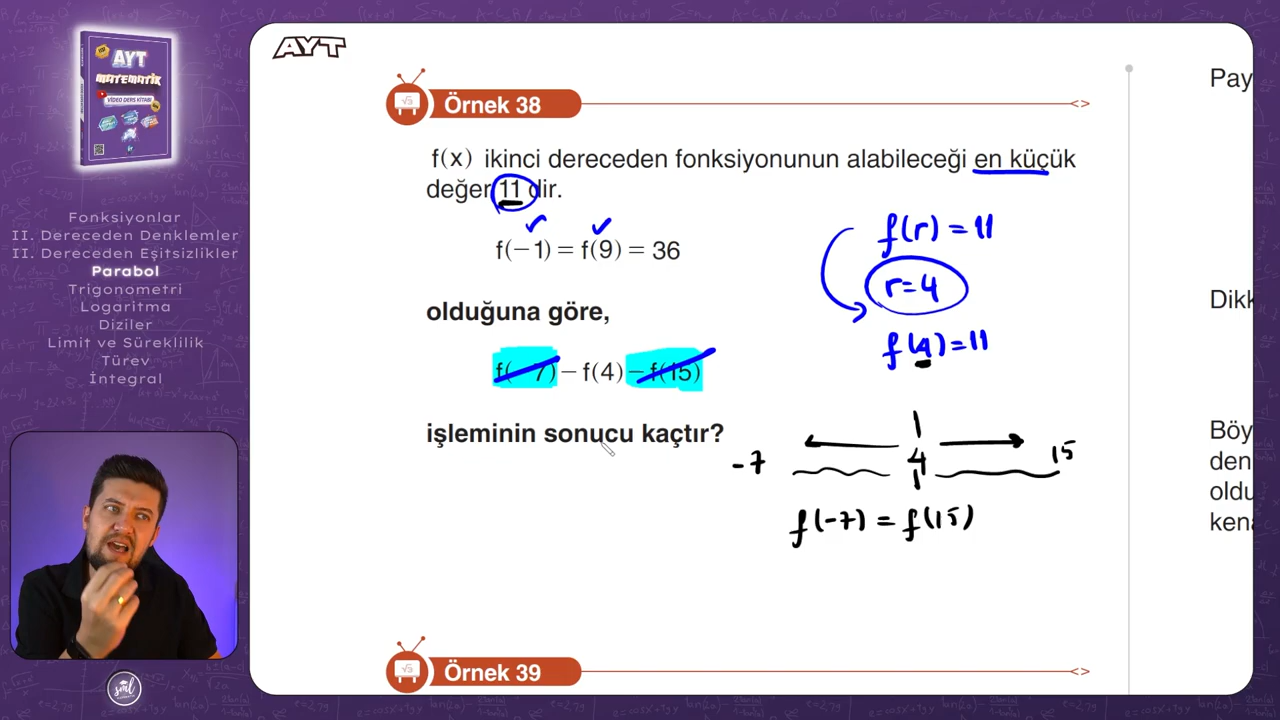 AYT
AYT
MATEMATİK
VİDEO DERS KİTABI
Fonksiyonlar
II. Dereceden Denklemler
II. Dereceden Eşitsizlikler
Parabol
Trigonometri
Logaritma
Diziler
Limit ve Süreklilik
Türev
İntegral
sml
√5 Örnek 38
f(x) ikinci dereceden fonksiyonunun alabileceği en küçük
değer 11 dir.
f(−1) = f(9) = 36
olduğuna göre,
f(−7) − f(4) − f(15)
işleminin sonucu kaçtır?
f(r) = 11
r = 4
f(4) = 11
-7 4 15
f(-7) = f(15)
√5 Örnek 39
Pay
Dikk
Böy
den
oldu
kena